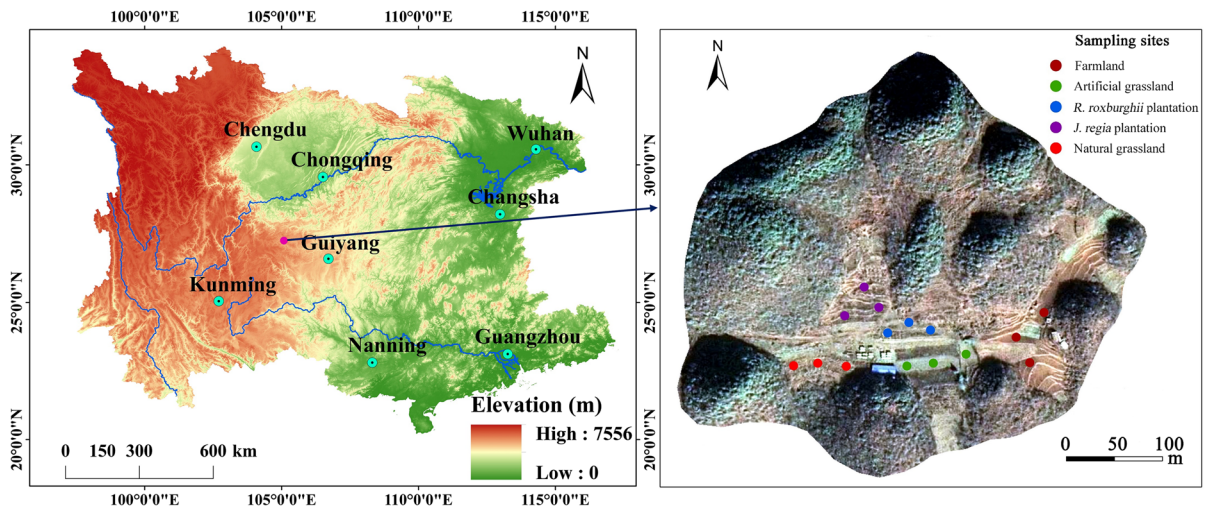 100°0'0"E 105°0'0"E 110°0'0"E 115°0'0"E
N
Chengdu
Chongqing
Wuhan
Changsha
Guiyang
Kunming
Nanning
Guangzhou
30°0'0"N
25°0'0"N
20°0'0"N
30°0'0"N
25°0'0"N
20°0'0"N
Elevation (m)
High : 7556
Low : 0
0 150 300 600 km
100°0'0"E 105°0'0"E 110°0'0"E 115°0'0"E
N
Sampling sites
Farmland
Artificial grassland
R. roxburghii plantation
J. regia plantation
Natural grassland
0 50 100
m